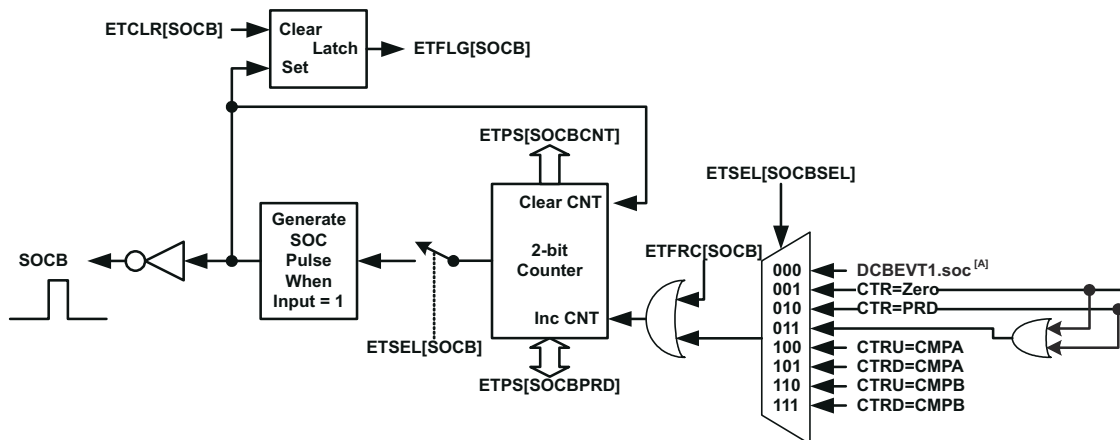 ETCLR[SOCB]
Clear
Latch
Set
ETFLG[SOCB]
ETPS[SOCBCNT]
ETSEL[SOCBSEL]
Clear CNT
2-bit
Counter
Inc CNT
Generate
SOC
Pulse
When
Input = 1
SOCB
ETSEL[SOCB]
ETPS[SOCBPRD]
ETFRC[SOCB]
000 DCBEVT1.soc [A]
001 CTR=Zero
010 CTR=PRD
011
100 CTRU=CMPA
101 CTRD=CMPA
110 CTRU=CMPB
111 CTRD=CMPB